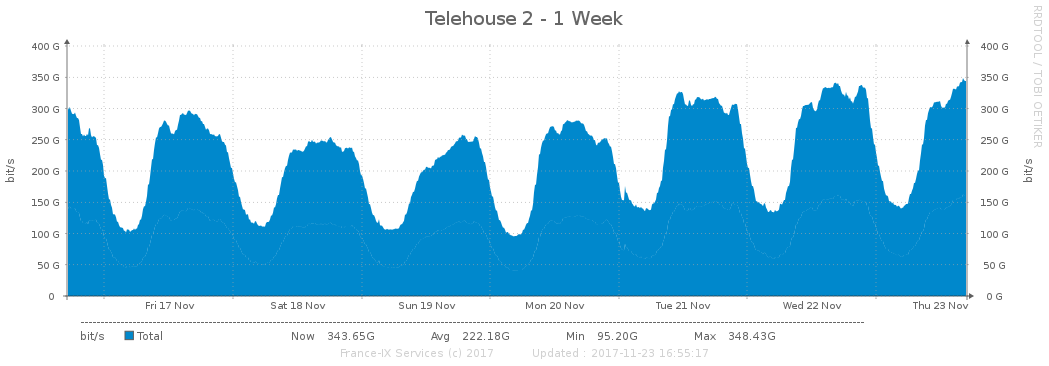 Telehouse 2 - 1 Week
RRDTOOL / TOBI OETIKER
400 G 400 G
350 G 350 G
300 G 300 G
250 G 250 G
200 G 200 G
150 G 150 G
100 G 100 G
50 G 50 G
0 0 G
bit/s
bit/s
Fri 17 Nov Sat 18 Nov Sun 19 Nov Mon 20 Nov Tue 21 Nov Wed 22 Nov Thu 23 Nov
bit/s Total Now 343.65G Avg 222.18G Min 95.20G Max 348.43G
France-IX Services (c) 2017 Updated : 2017-11-23 16:55:17